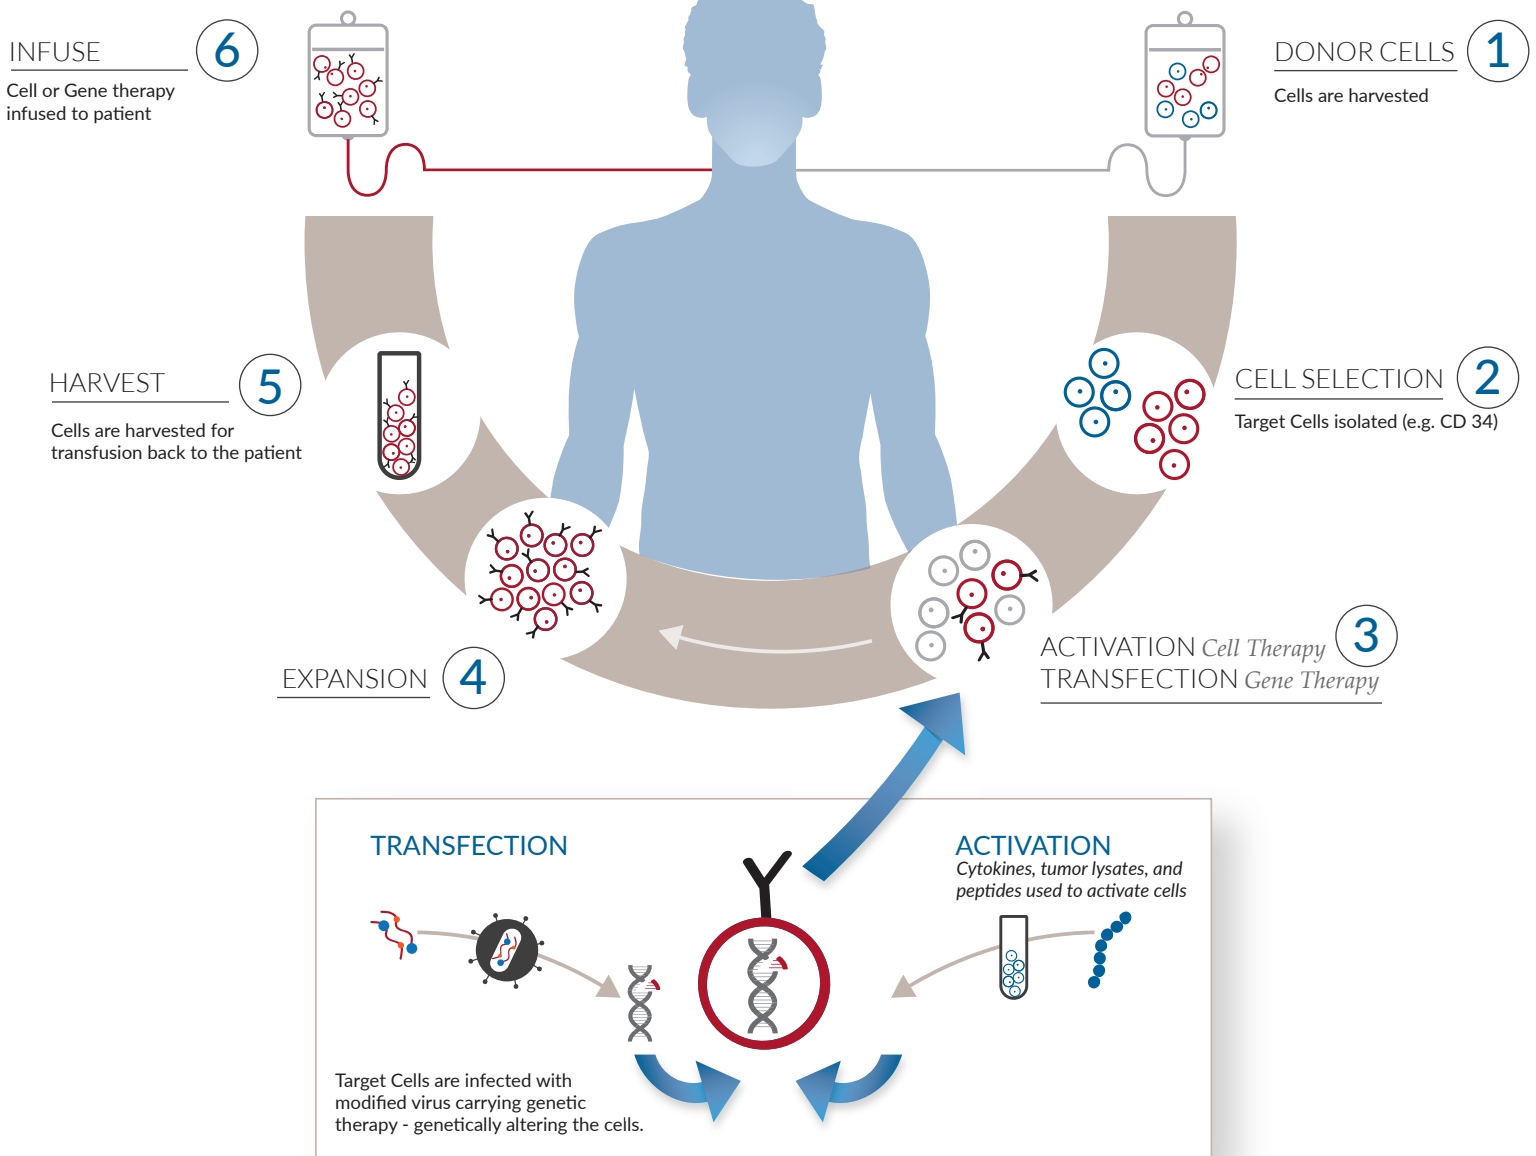 INFUSE
6
Cell or Gene therapy
infused to patient
DONOR CELLS
1
Cells are harvested
HARVEST
5
Cells are harvested for
transfusion back to the patient
CELL SELECTION
2
Target Cells isolated (e.g. CD 34)
EXPANSION
4
ACTIVATION Cell Therapy
3
TRANSFECTION Gene Therapy
TRANSFECTION
ACTIVATION
Cytokines, tumor lysates, and
peptides used to activate cells
Target Cells are infected with
modified virus carrying genetic
therapy - genetically altering the cells.